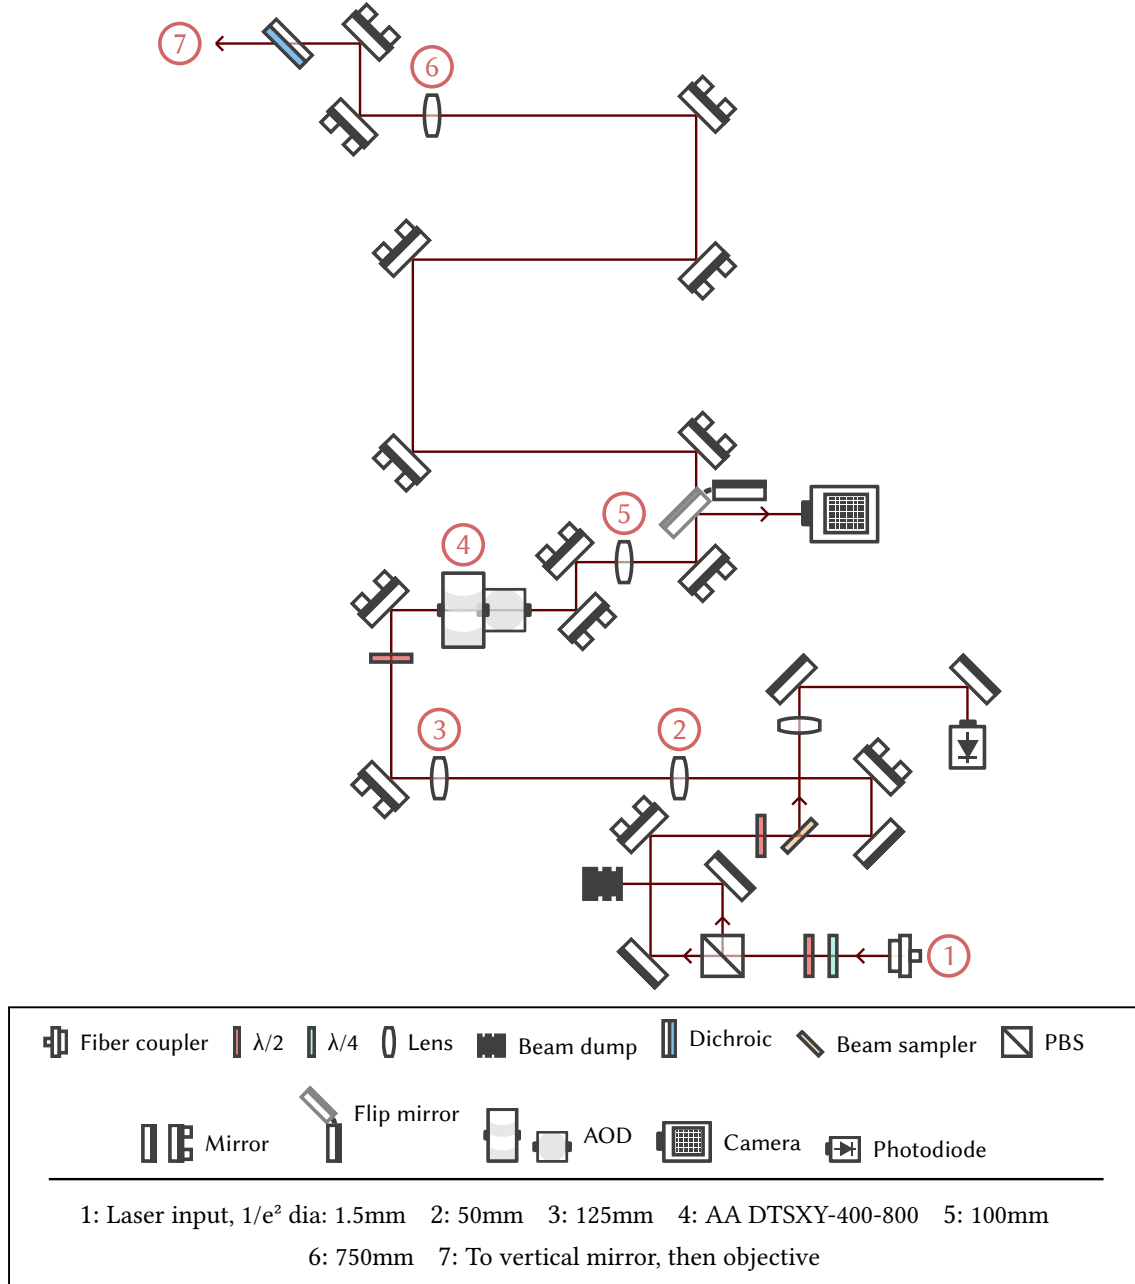 7
6
5
4
3
2
1
Fiber coupler λ/2 λ/4 Lens Beam dump Dichroic Beam sampler PBS
Mirror Flip mirror AOD Camera Photodiode
1: Laser input, 1/e² dia: 1.5mm 2: 50mm 3: 125mm 4: AA DTSXY-400-800 5: 100mm
6: 750mm 7: To vertical mirror, then objective